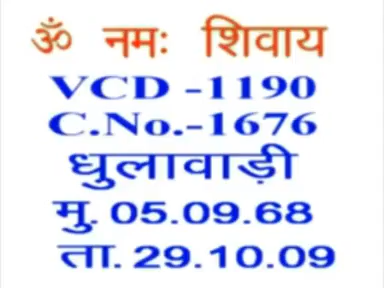 ॐ नमः शिवाय
VCD -1190
C.No.-1676
धुलावाड़ी
मु. 05.09.68
ता. 29.10.09